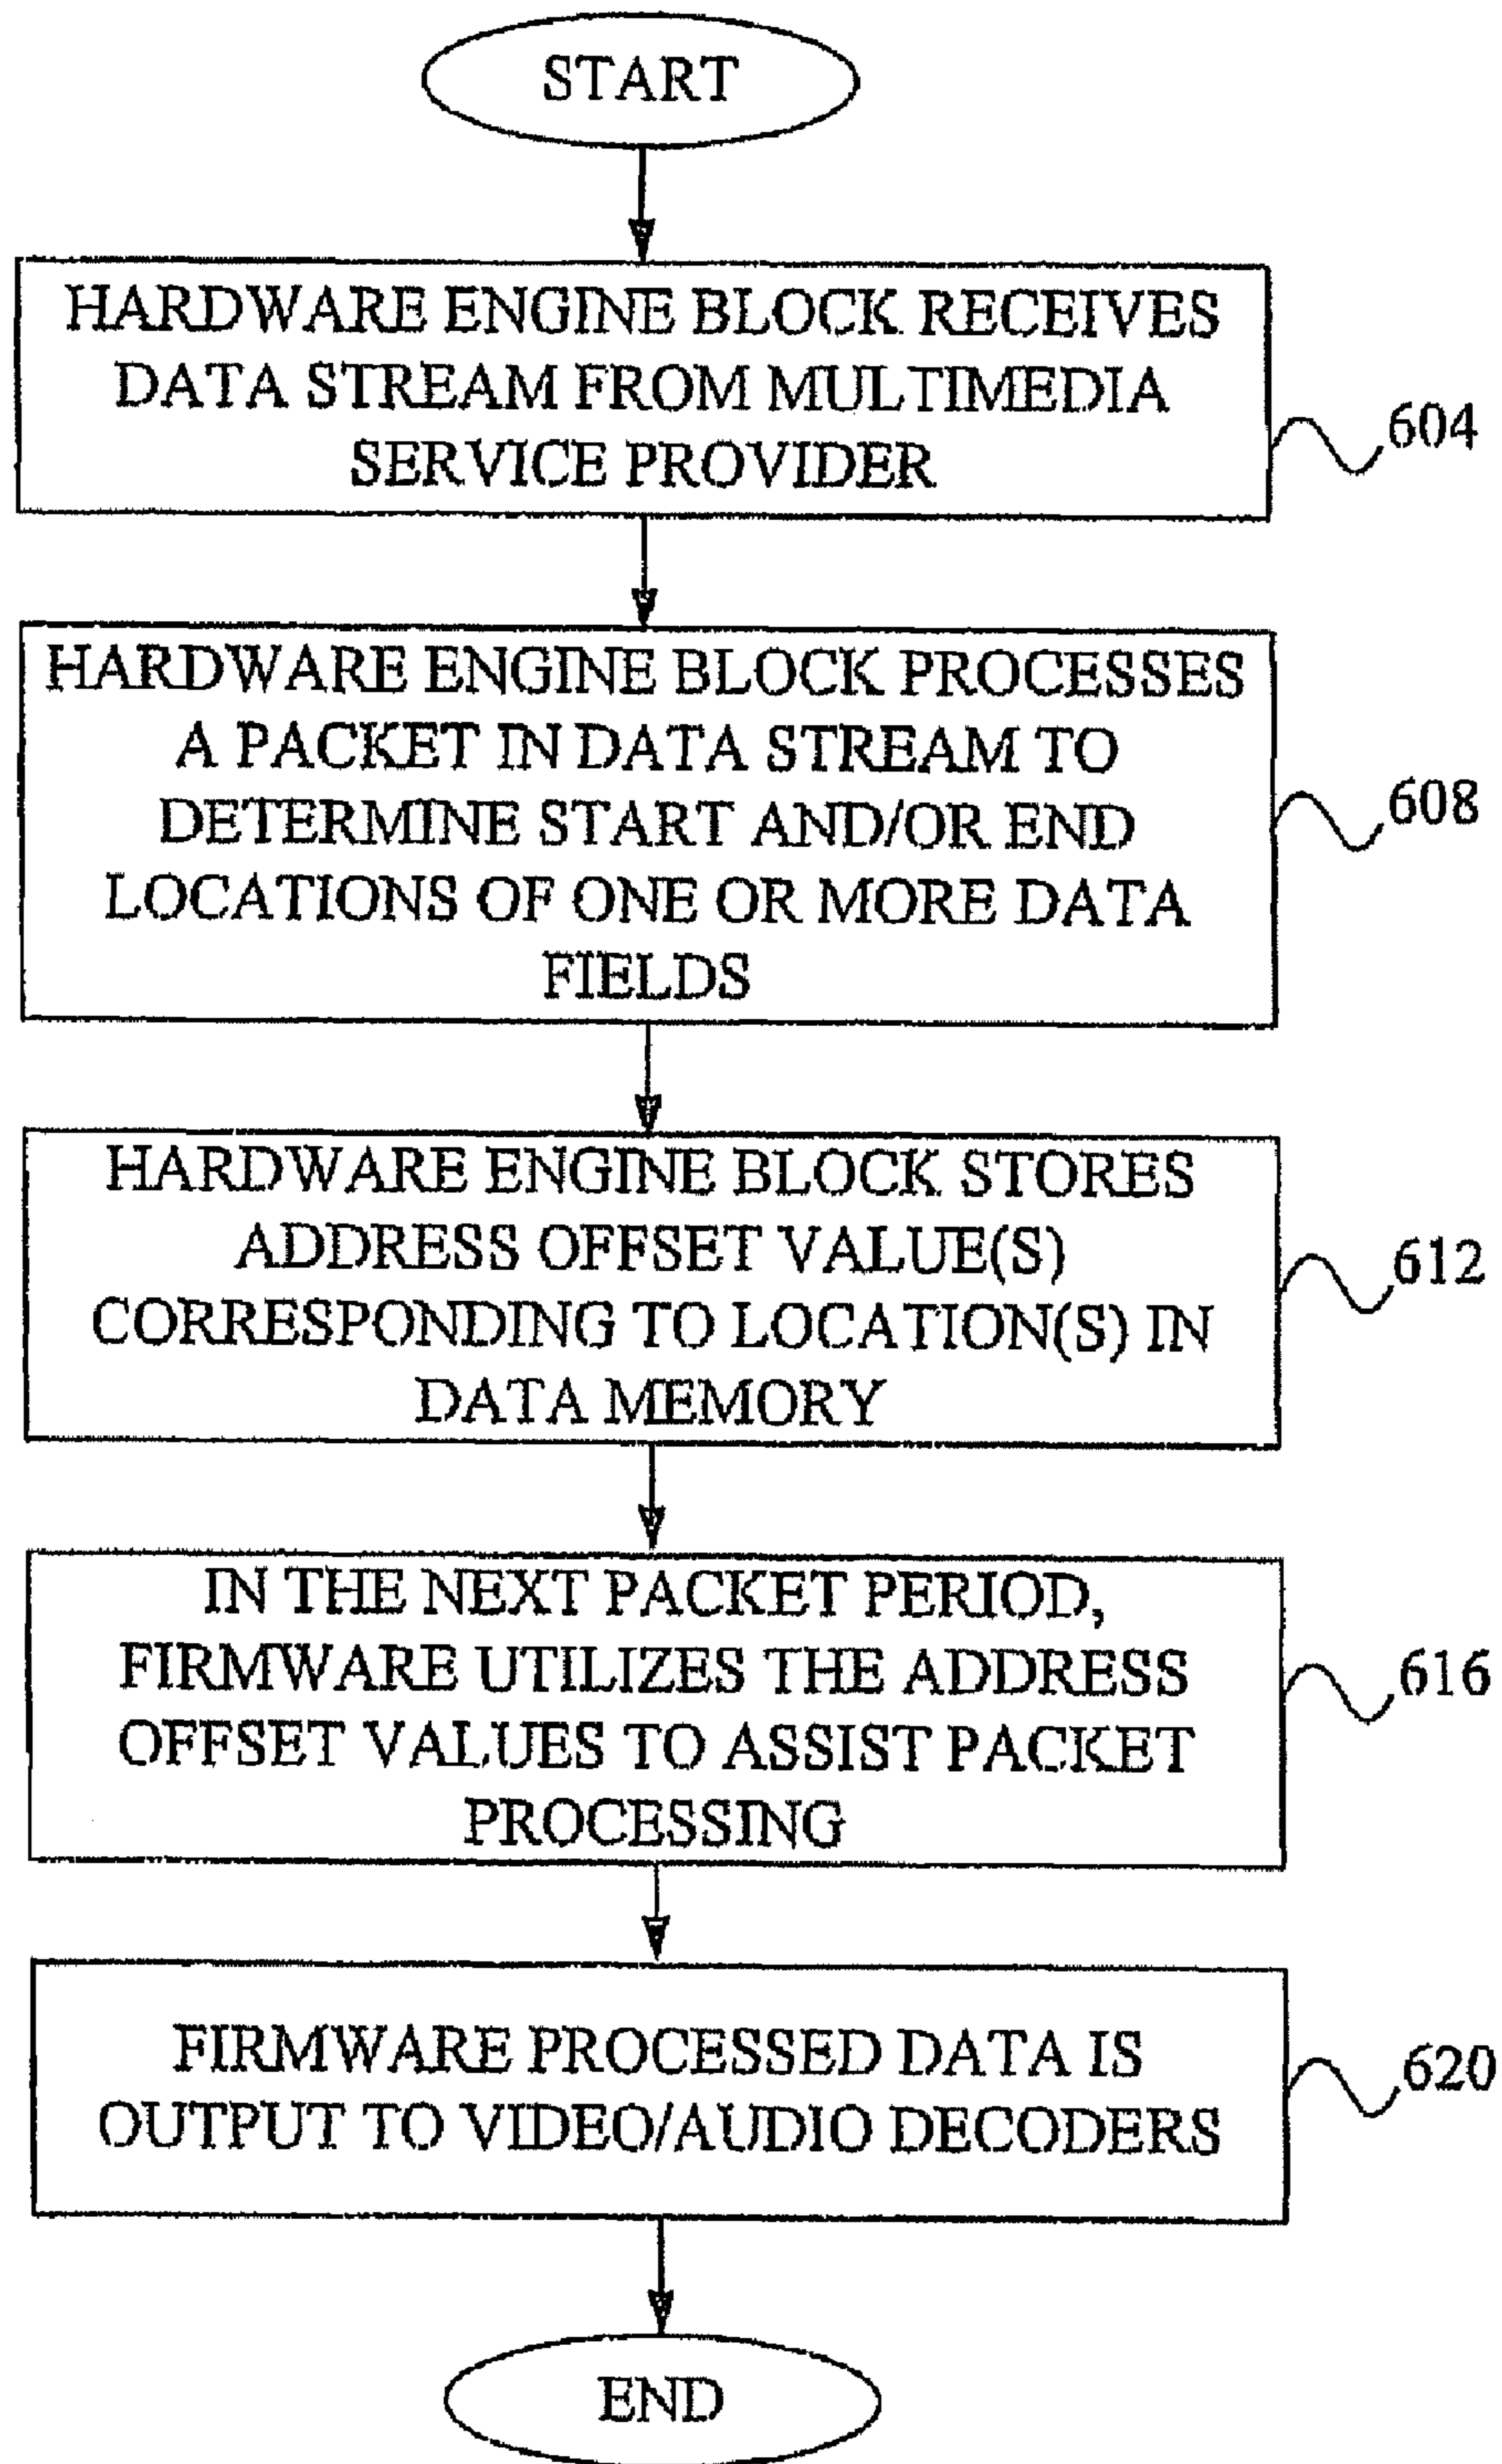 START
HARDWARE ENGINE BLOCK RECEIVES
DATA STREAM FROM MULTIMEDIA
SERVICE PROVIDER
604
HARDWARE ENGINE BLOCK PROCESSES
A PACKET IN DATA STREAM TO
DETERMINE START AND/OR END
LOCATIONS OF ONE OR MORE DATA
FIELDS
608
HARDWARE ENGINE BLOCK STORES
ADDRESS OFFSET VALUE(S)
CORRESPONDING TO LOCATION(S) IN
DATA MEMORY
612
IN THE NEXT PACKET PERIOD,
FIRMWARE UTILIZES THE ADDRESS
OFFSET VALUES TO ASSIST PACKET
PROCESSING
616
FIRMWARE PROCESSED DATA IS
OUTPUT TO VIDEO/AUDIO DECODERS
620
END